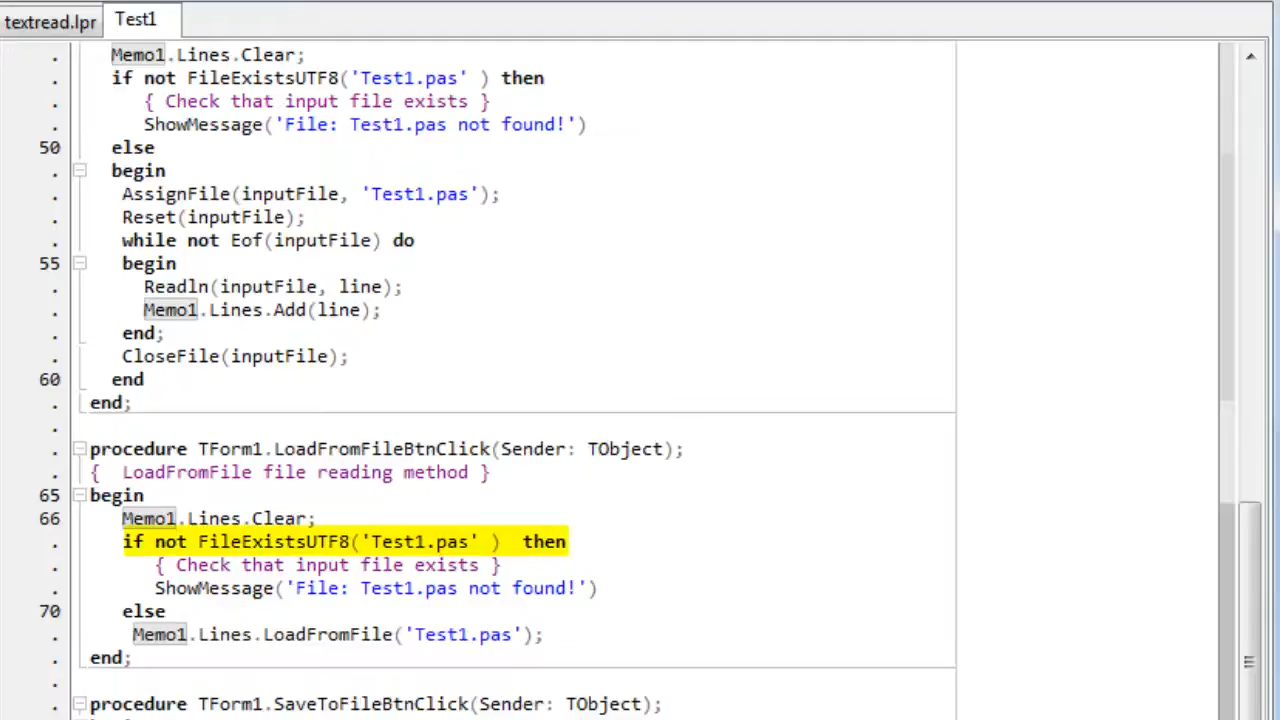 textread.lpr Test1
. Memo1.Lines.Clear;
. if not FileExistsUTF8('Test1.pas' ) then
. { Check that input file exists }
. ShowMessage('File: Test1.pas not found!')
50 else
. begin
. AssignFile(inputFile, 'Test1.pas');
. Reset(inputFile);
. while not Eof(inputFile) do
55 begin
. Readln(inputFile, line);
. Memo1.Lines.Add(line);
. end;
. CloseFile(inputFile);
60 end
. end;
.
. procedure TForm1.LoadFromFileBtnClick(Sender: TObject);
. { LoadFromFile file reading method }
65 begin
66 Memo1.Lines.Clear;
. if not FileExistsUTF8('Test1.pas' ) then
. { Check that input file exists }
. ShowMessage('File: Test1.pas not found!')
70 else
. Memo1.Lines.LoadFromFile('Test1.pas');
. end;
.
. procedure TForm1.SaveToFileBtnClick(Sender: TObject);